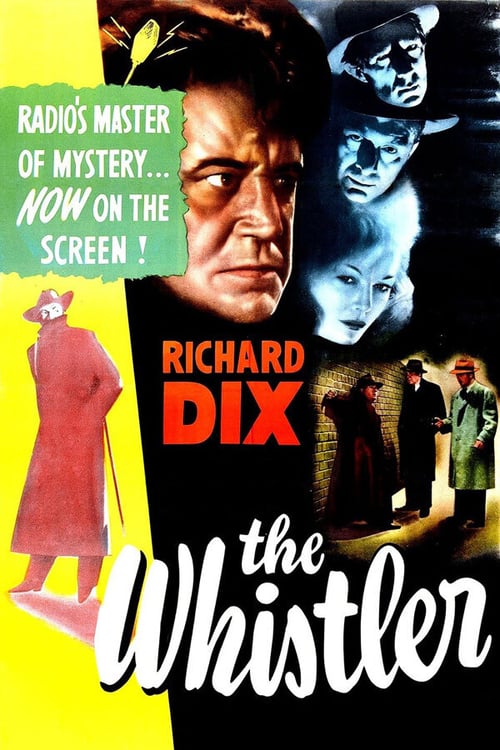 RADIO'S MASTER
OF MYSTERY...
NOW ON THE
SCREEN!
RICHARD
DIX
the
Whistler